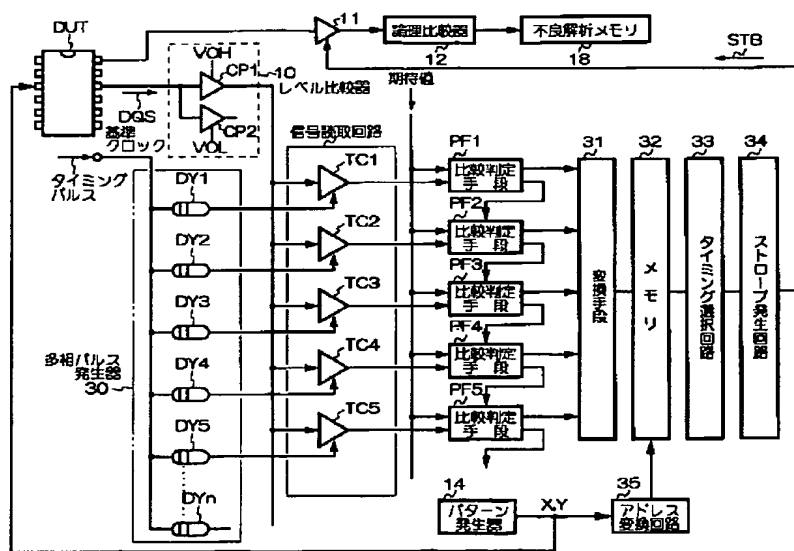 DUT
11
論理比較器
12
不良解析メモリ
18
STB
VOH
CP1
10
レベル比較器
期待値
DQS
CP2
基準
クロック
VOL
信号読取回路
タイミング
パルス
DY1
DY2
DY3
DY4
DY5
DYn
多相パルス
発生器
30
TC1
TC2
TC3
TC4
TC5
PF1
比較判定
手段
PF2
比較判定
手段
PF3
比較判定
手段
PF4
比較判定
手段
PF5
比較判定
手段
31
変換手段
32
メモリ
33
タイミング選択回路
34
ストローブ発生回路
14
パターン
発生器
X,Y
35
アドレス
変換回路